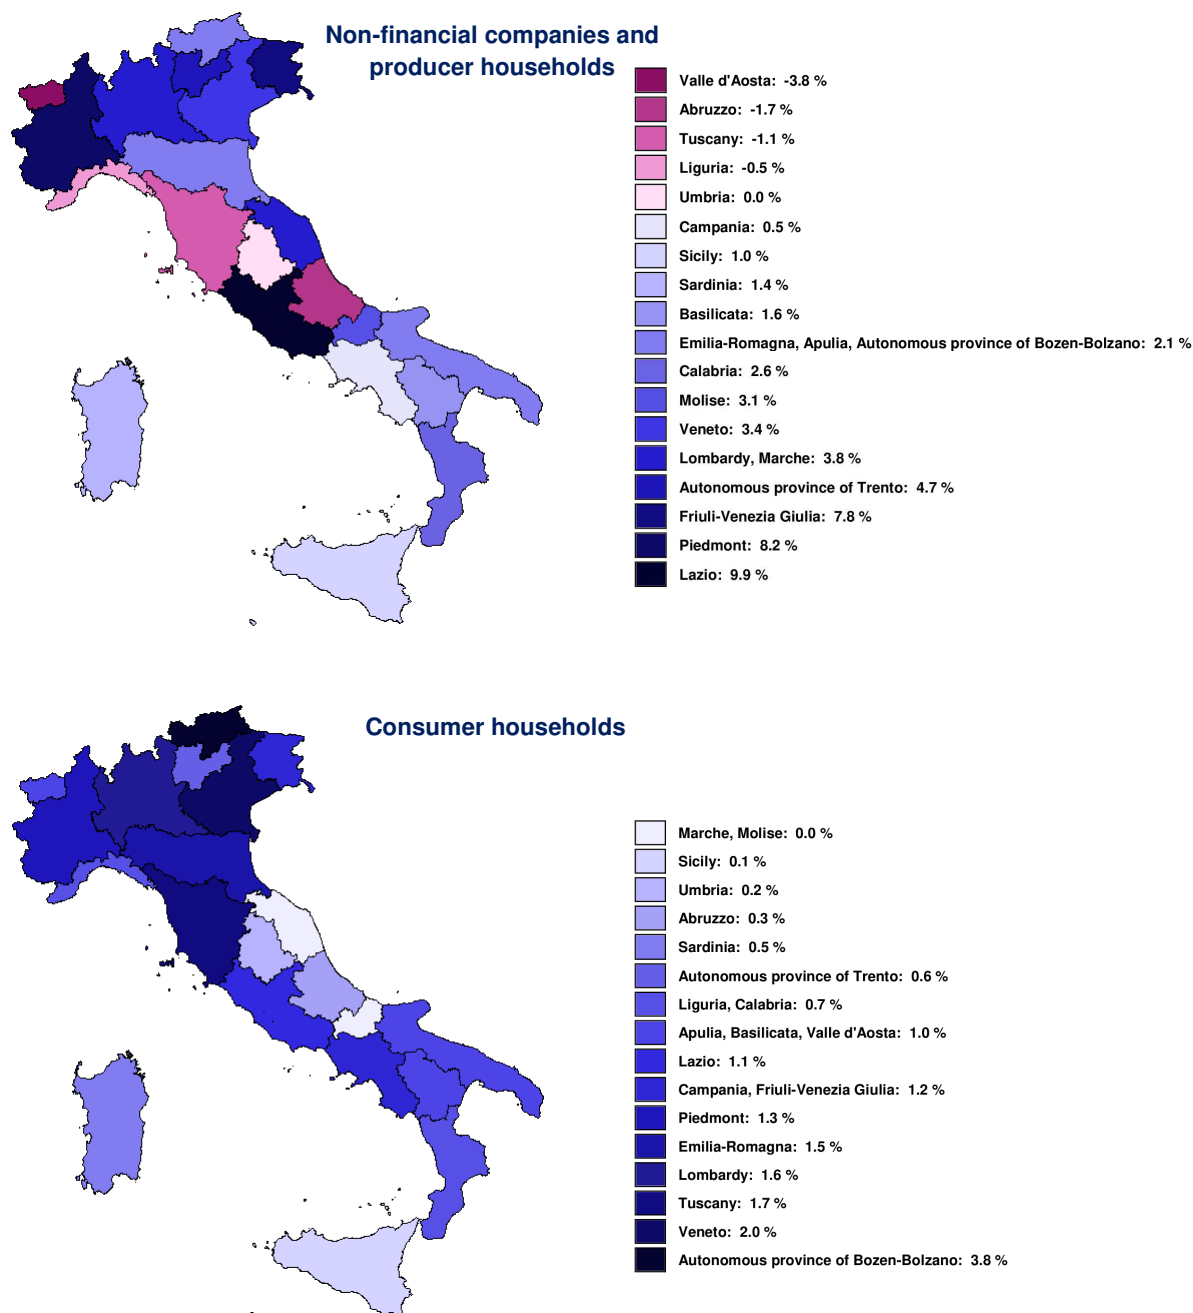 Non-financial companies and
producer households
Valle d'Aosta: -3.8 %
Abruzzo: -1.7 %
Tuscany: -1.1 %
Liguria: -0.5 %
Umbria: 0.0 %
Campania: 0.5 %
Sicily: 1.0 %
Sardinia: 1.4 %
Basilicata: 1.6 %
Emilia-Romagna, Apulia, Autonomous province of Bozen-Bolzano: 2.1 %
Calabria: 2.6 %
Molise: 3.1 %
Veneto: 3.4 %
Lombardy, Marche: 3.8 %
Autonomous province of Trento: 4.7 %
Friuli-Venezia Giulia: 7.8 %
Piedmont: 8.2 %
Lazio: 9.9 %
Consumer households
Marche, Molise: 0.0 %
Sicily: 0.1 %
Umbria: 0.2 %
Abruzzo: 0.3 %
Sardinia: 0.5 %
Autonomous province of Trento: 0.6 %
Liguria, Calabria: 0.7 %
Apulia, Basilicata, Valle d'Aosta: 1.0 %
Lazio: 1.1 %
Campania, Friuli-Venezia Giulia: 1.2 %
Piedmont: 1.3 %
Emilia-Romagna: 1.5 %
Lombardy: 1.6 %
Tuscany: 1.7 %
Veneto: 2.0 %
Autonomous province of Bozen-Bolzano: 3.8 %